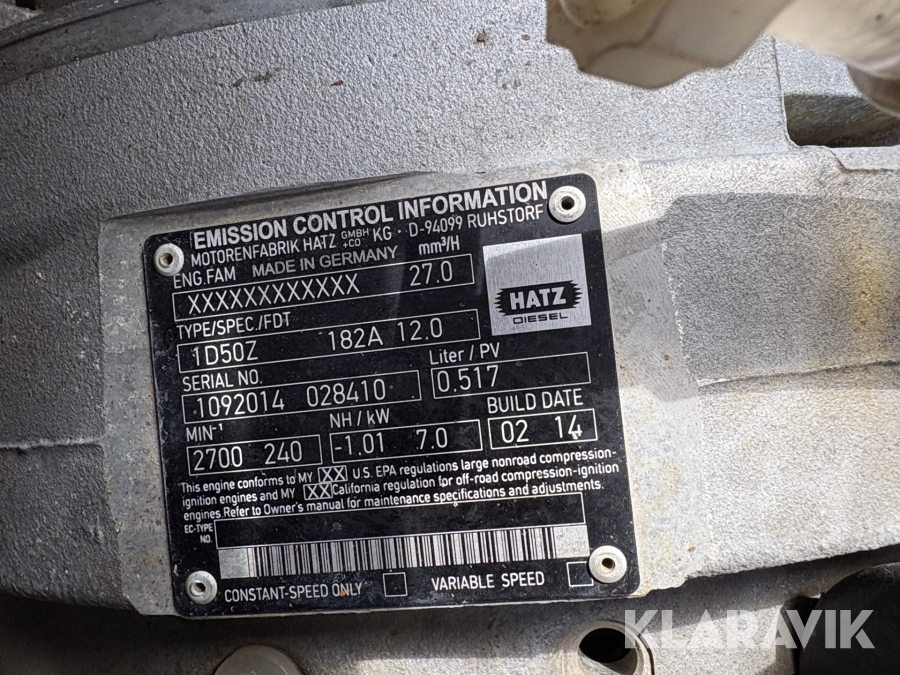 EMISSION CONTROL INFORMATION
MOTORENFABRIK HATZ GMBH +CO KG · D-94099 RUHSTORF
ENG.FAM MADE IN GERMANY mm³/H
XXXXXXXXXXXX 27.0
HATZ
DIESEL
TYPE/SPEC./FDT
1D50Z 182A 12.0
SERIAL NO. Liter / PV
1092014 028410 0.517
MIN-¹ NH / kW BUILD DATE
2700 240 -1.01 7.0 02 14
This engine conforms to MY XX U.S. EPA regulations large nonroad compression-
ignition engines and MY XX California regulation for off-road compression-ignition
engines. Refer to Owner's manual for maintenance specifications and adjustments.
EC-TYPE
NO.
CONSTANT-SPEED ONLY VARIABLE SPEED
KLARAVIK